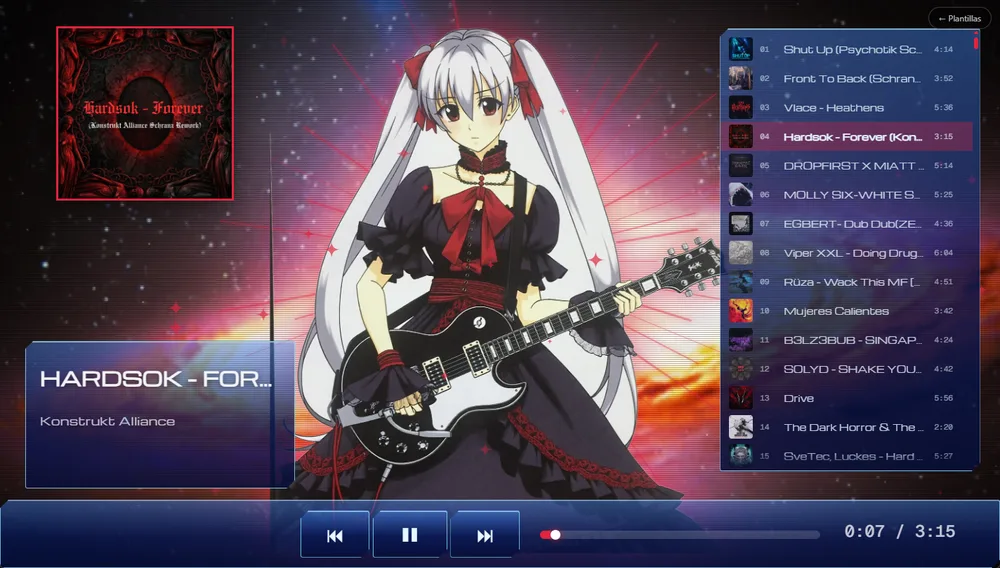 ← Plantillas
Hardsok - Forever
(Konstrukt Alliance Schranz Rework)
01 Shut Up (Psychotik Sc... 4:14
02 Front To Back (Schran... 3:52
03 Vlace - Heathens 5:36
04 Hardsok - Forever (Kon... 3:15
05 DROPFIRST X MIATT ... 5:14
06 MOLLY SIX-WHITE S... 5:25
07 EGBERT- Dub Dub(ZE... 4:36
08 Viper XXL - Doing Drug... 6:04
09 Rüza - Wack This MF [... 4:51
10 Mujeres Calientes 3:42
11 B3LZ3BUB - SINGAP... 4:24
12 SOLYD - SHAKE YOU... 4:42
13 Drive 5:56
14 The Dark Horror & The ... 2:20
15 SveTec, Luckes - Hard ... 5:27
HARDSOK - FOR...
Konstrukt Alliance
0:07 / 3:15